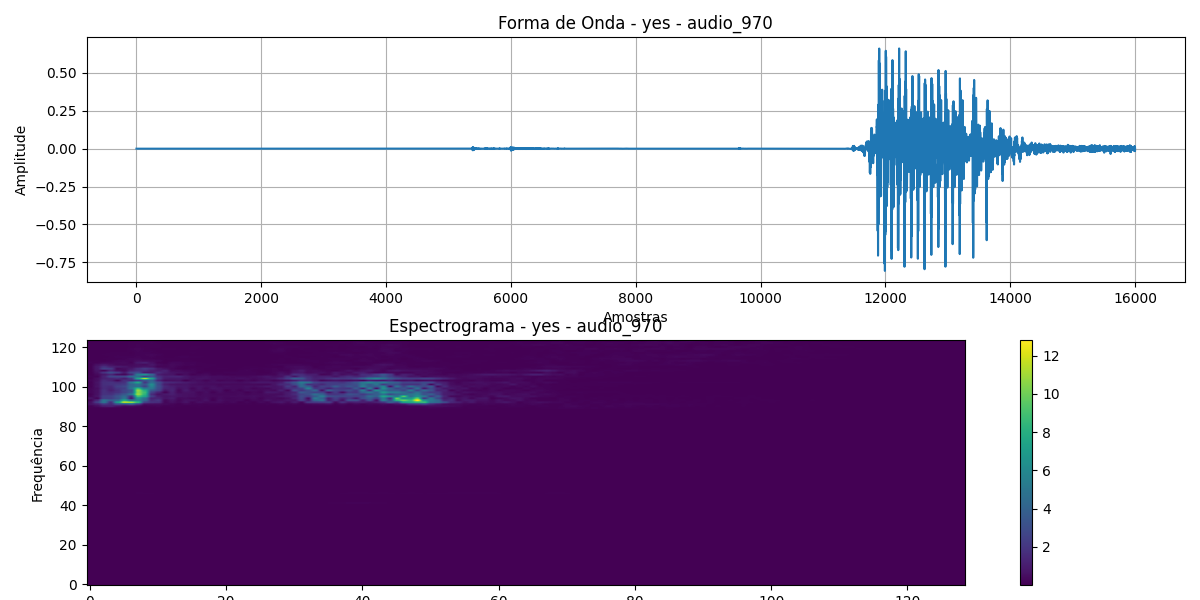 Forma de Onda - yes - audio_970
0.50
0.25
0.00
−0.25
−0.50
−0.75
Amplitude
0 2000 4000 6000 8000 10000 12000 14000 16000
Amostras
Espectrograma - yes - audio_970
120
100
80
60
40
20
0
Frequência
0 20 40 60 80 100 120
12
10
8
6
4
2